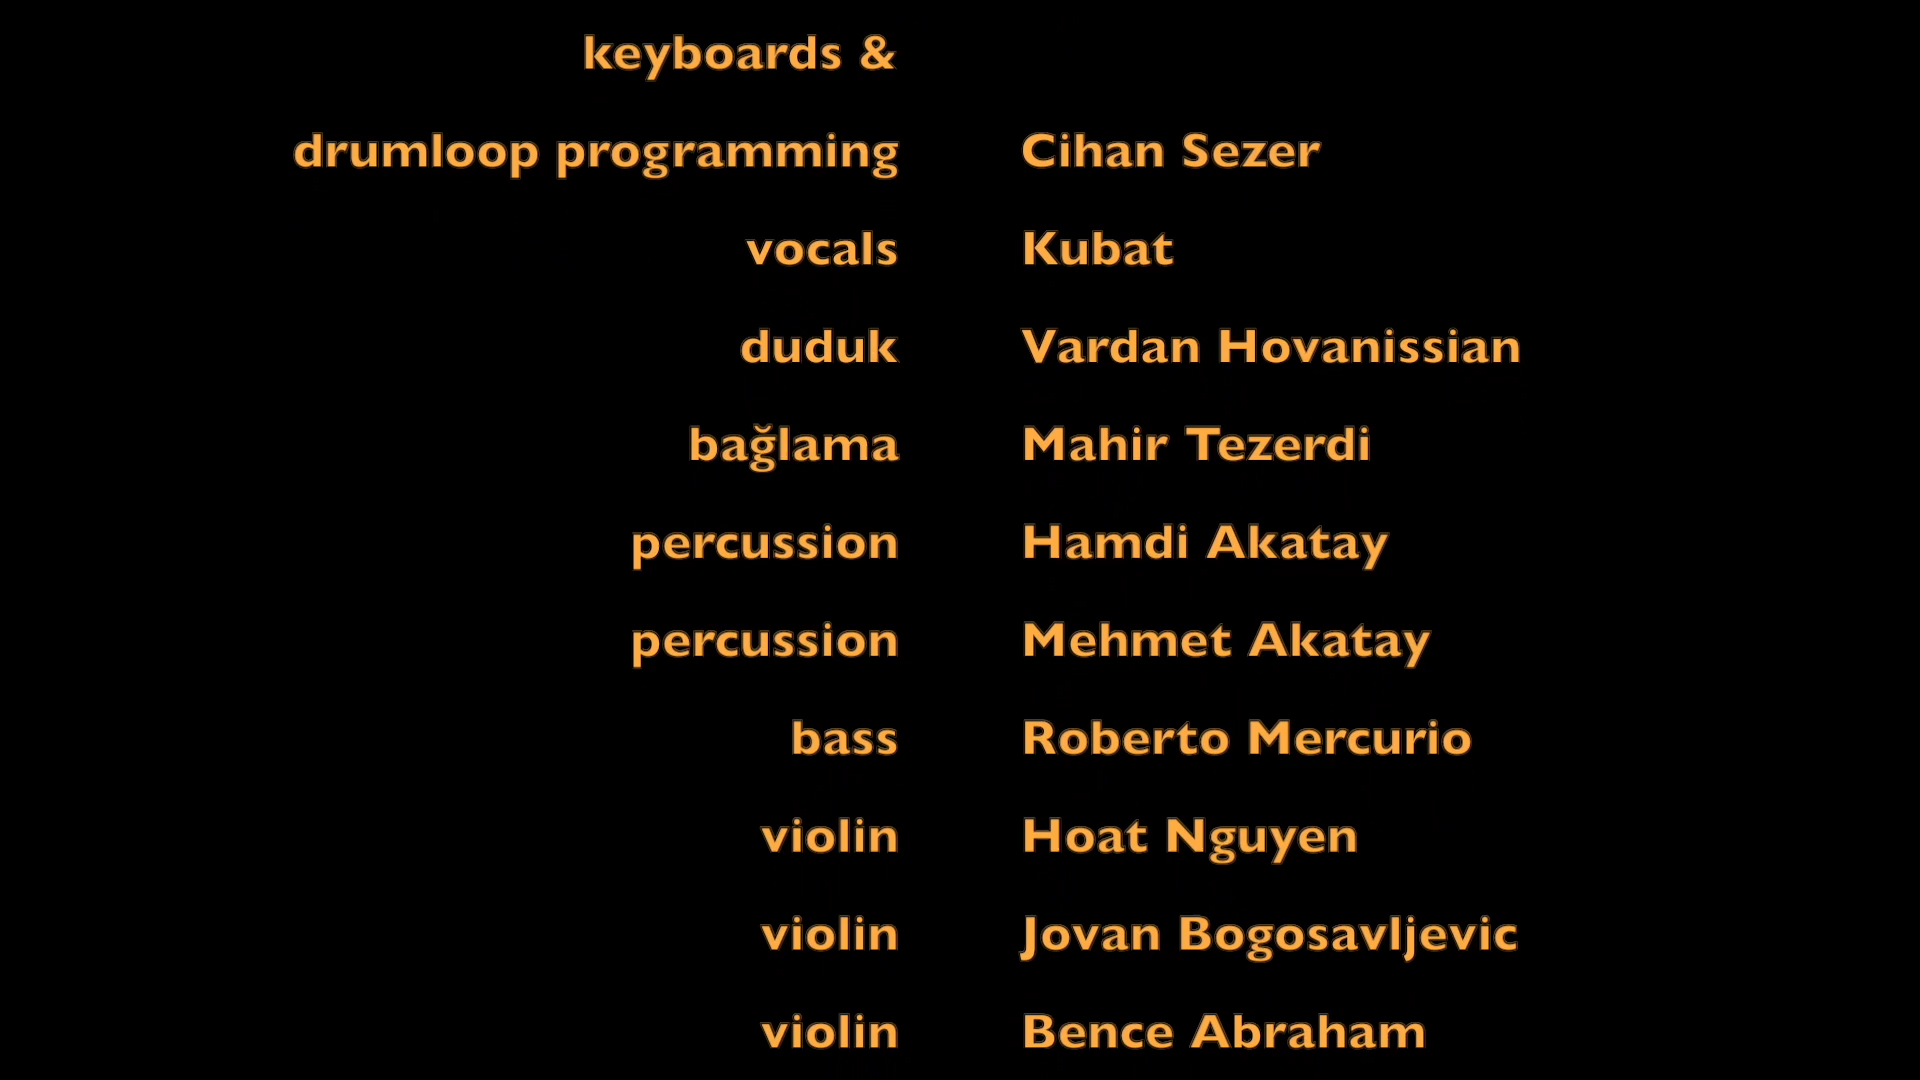 keyboards &
drumloop programming Cihan Sezer
vocals Kubat
duduk Vardan Hovanissian
bağlama Mahir Tezerdi
percussion Hamdi Akatay
percussion Mehmet Akatay
bass Roberto Mercurio
violin Hoat Nguyen
violin Jovan Bogosavljevic
violin Bence Abraham